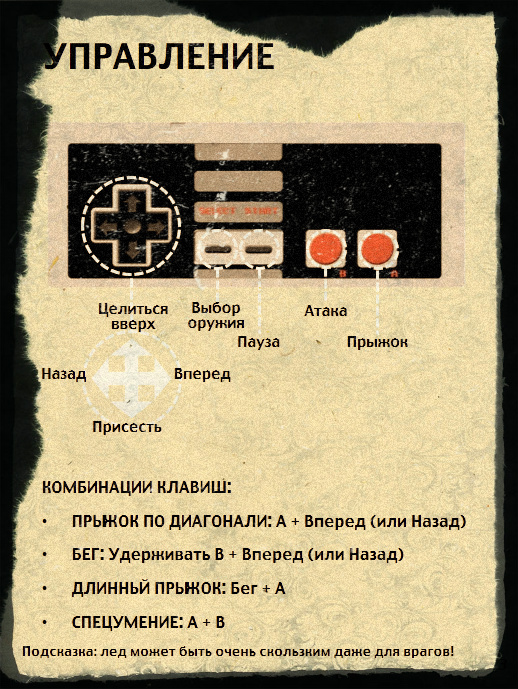 УПРАВЛЕНИЕ
SELECT START
B A
Целиться
вверх
Выбор
оружия
Атака
Пауза
Прыжок
Назад
Вперед
Присесть
КОМБИНАЦИИ КЛАВИШ:
• ПРЫЖОК ПО ДИАГОНАЛИ: А + Вперед (или Назад)
• БЕГ: Удерживать В + Вперед (или Назад)
• ДЛИННЫЙ ПРЫЖОК: Бег + А
• СПЕЦУМЕНИЕ: А + В
Подсказка: лед может быть очень скользким даже для врагов!